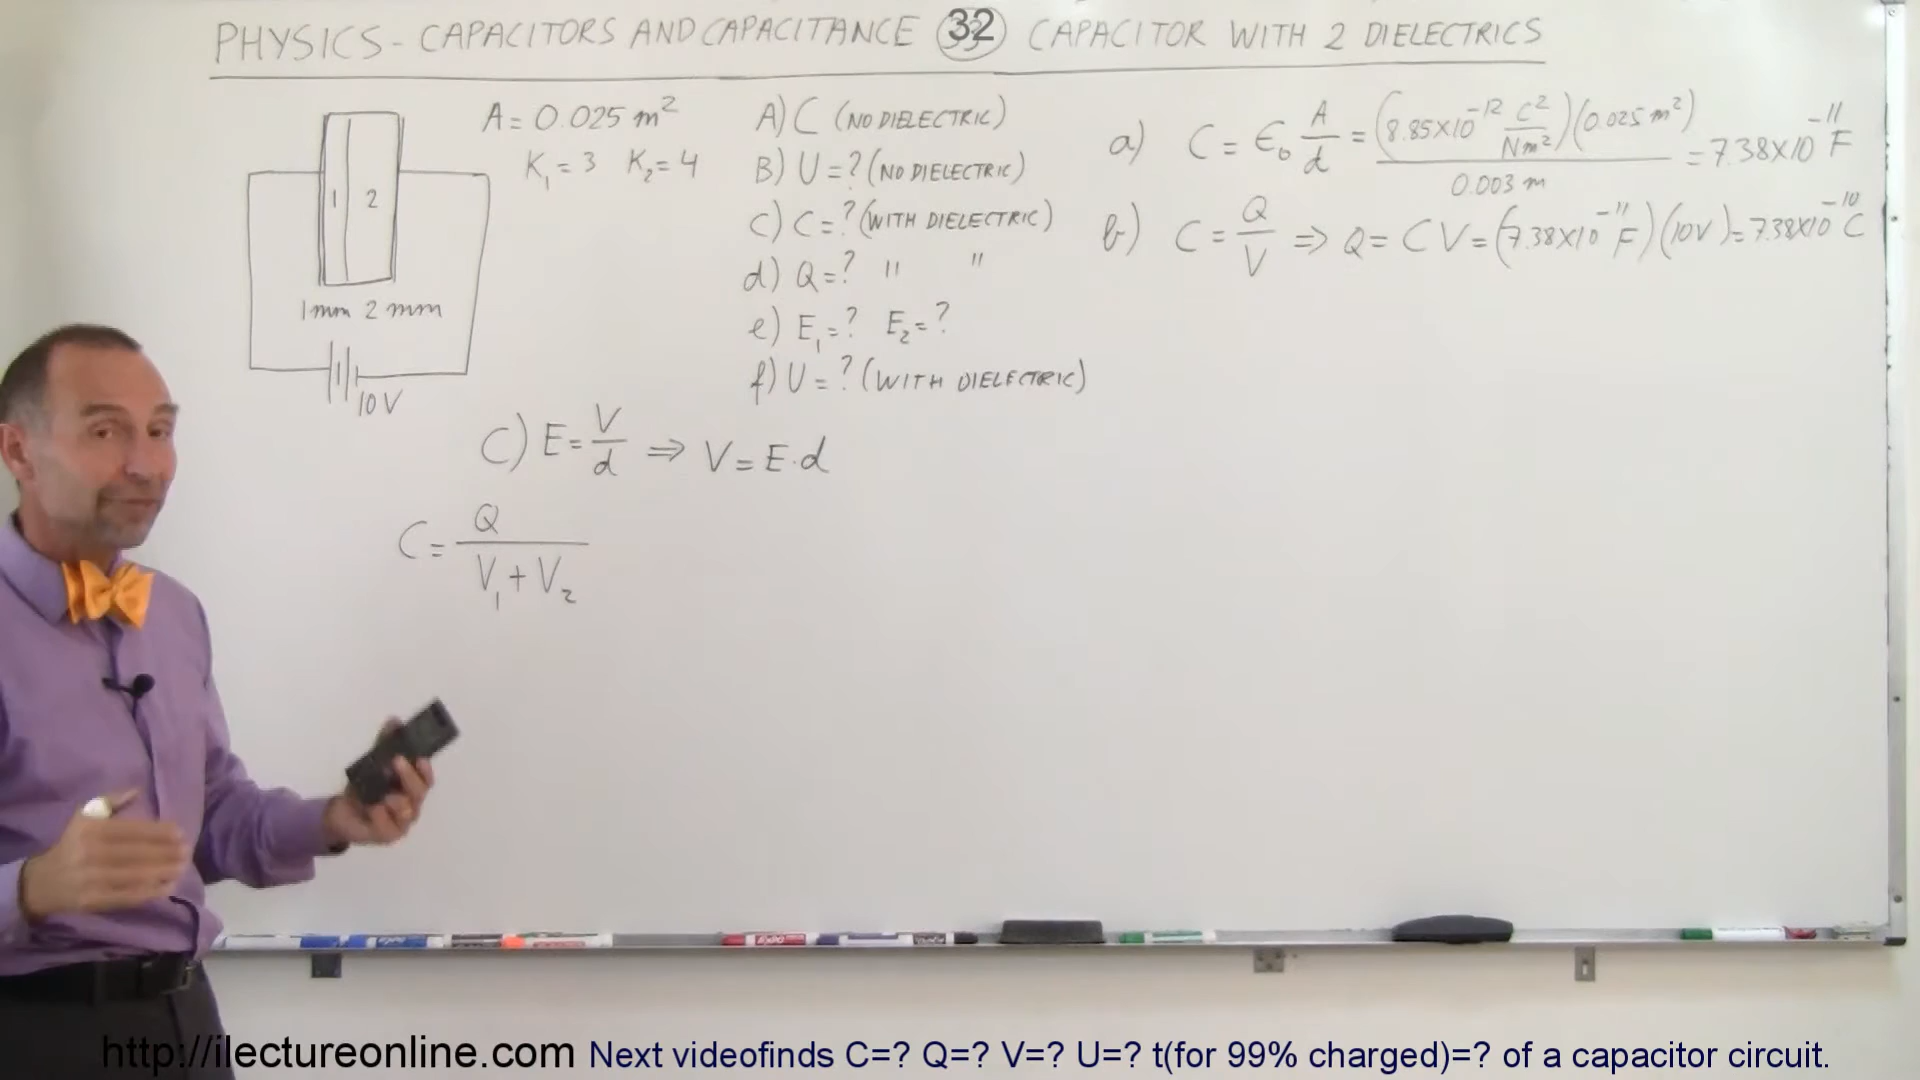 PHYSICS - CAPACITORS AND CAPACITANCE 32 CAPACITOR WITH 2 DIELECTRICS
A = 0.025 m²
K₁ = 3 K₂ = 4
1 2
1mm 2mm
10V
A) C (NO DIELECTRIC)
B) U = ? (NO DIELECTRIC)
C) C = ? (WITH DIELECTRIC)
d) Q = ? " "
e) E₁ = ? E₂ = ?
f) U = ? (WITH DIELECTRIC)
a) C = ϵ₀ A/d = (8.85×10⁻¹² C²/Nm²)(0.025 m²) / 0.003 m = 7.38×10⁻¹¹ F
b) C = Q/V ⇒ Q = CV = (7.38×10⁻¹¹ F)(10V) = 7.38×10⁻¹⁰ C
C) E = V/d ⇒ V = E·d
C = Q / V₁ + V₂
http://ilectureonline.com Next videofinds C=? Q=? V=? U=? t(for 99% charged)=? of a capacitor circuit.